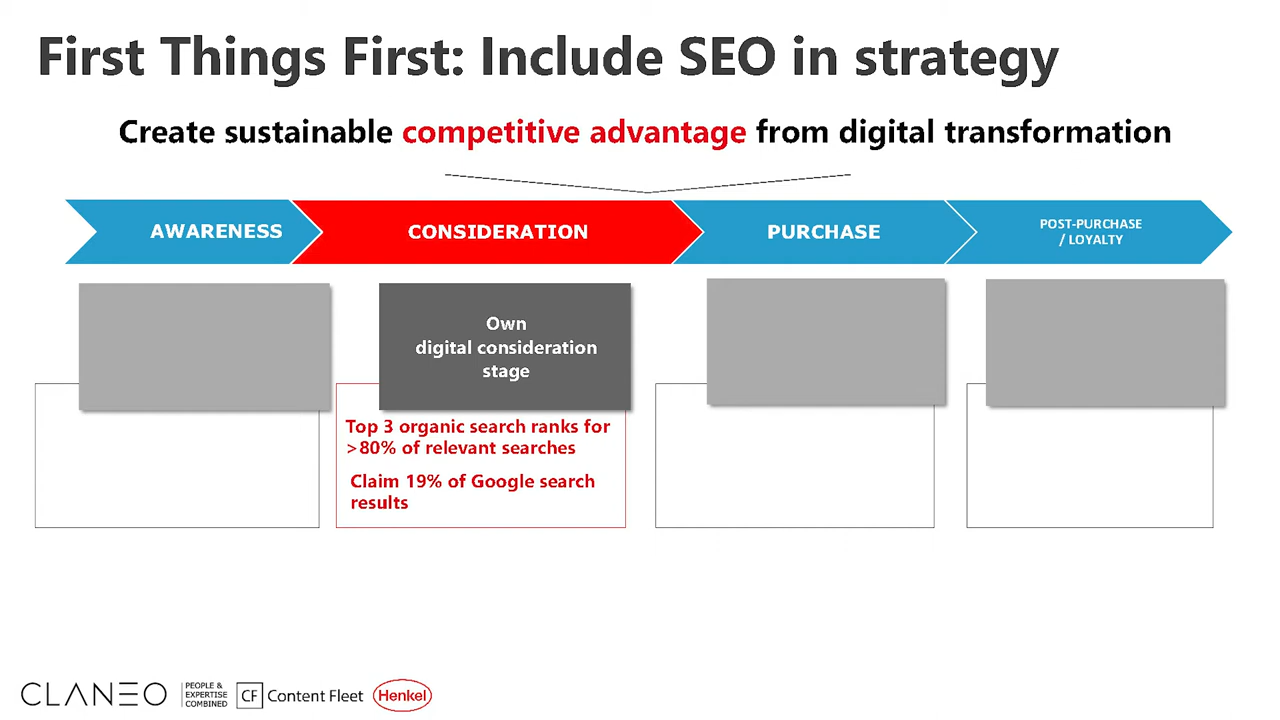 First Things First: Include SEO in strategy
Create sustainable competitive advantage from digital transformation
AWARENESS
CONSIDERATION
PURCHASE
POST-PURCHASE
/ LOYALTY
Own
digital consideration
stage
Top 3 organic search ranks for
>80% of relevant searches
Claim 19% of Google search
results
CLANEO
PEOPLE &
EXPERTISE
COMBINED
CF Content Fleet
Henkel